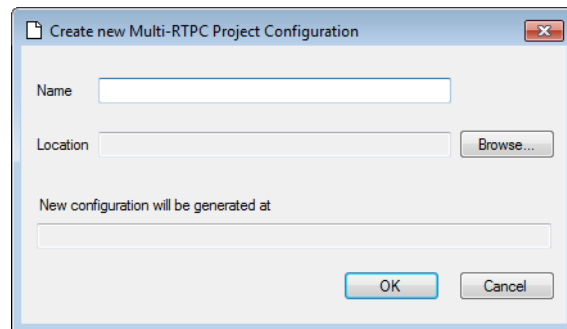 Create new Multi-RTPC Project Configuration
Name
Location
Browse...
New configuration will be generated at
OK
Cancel